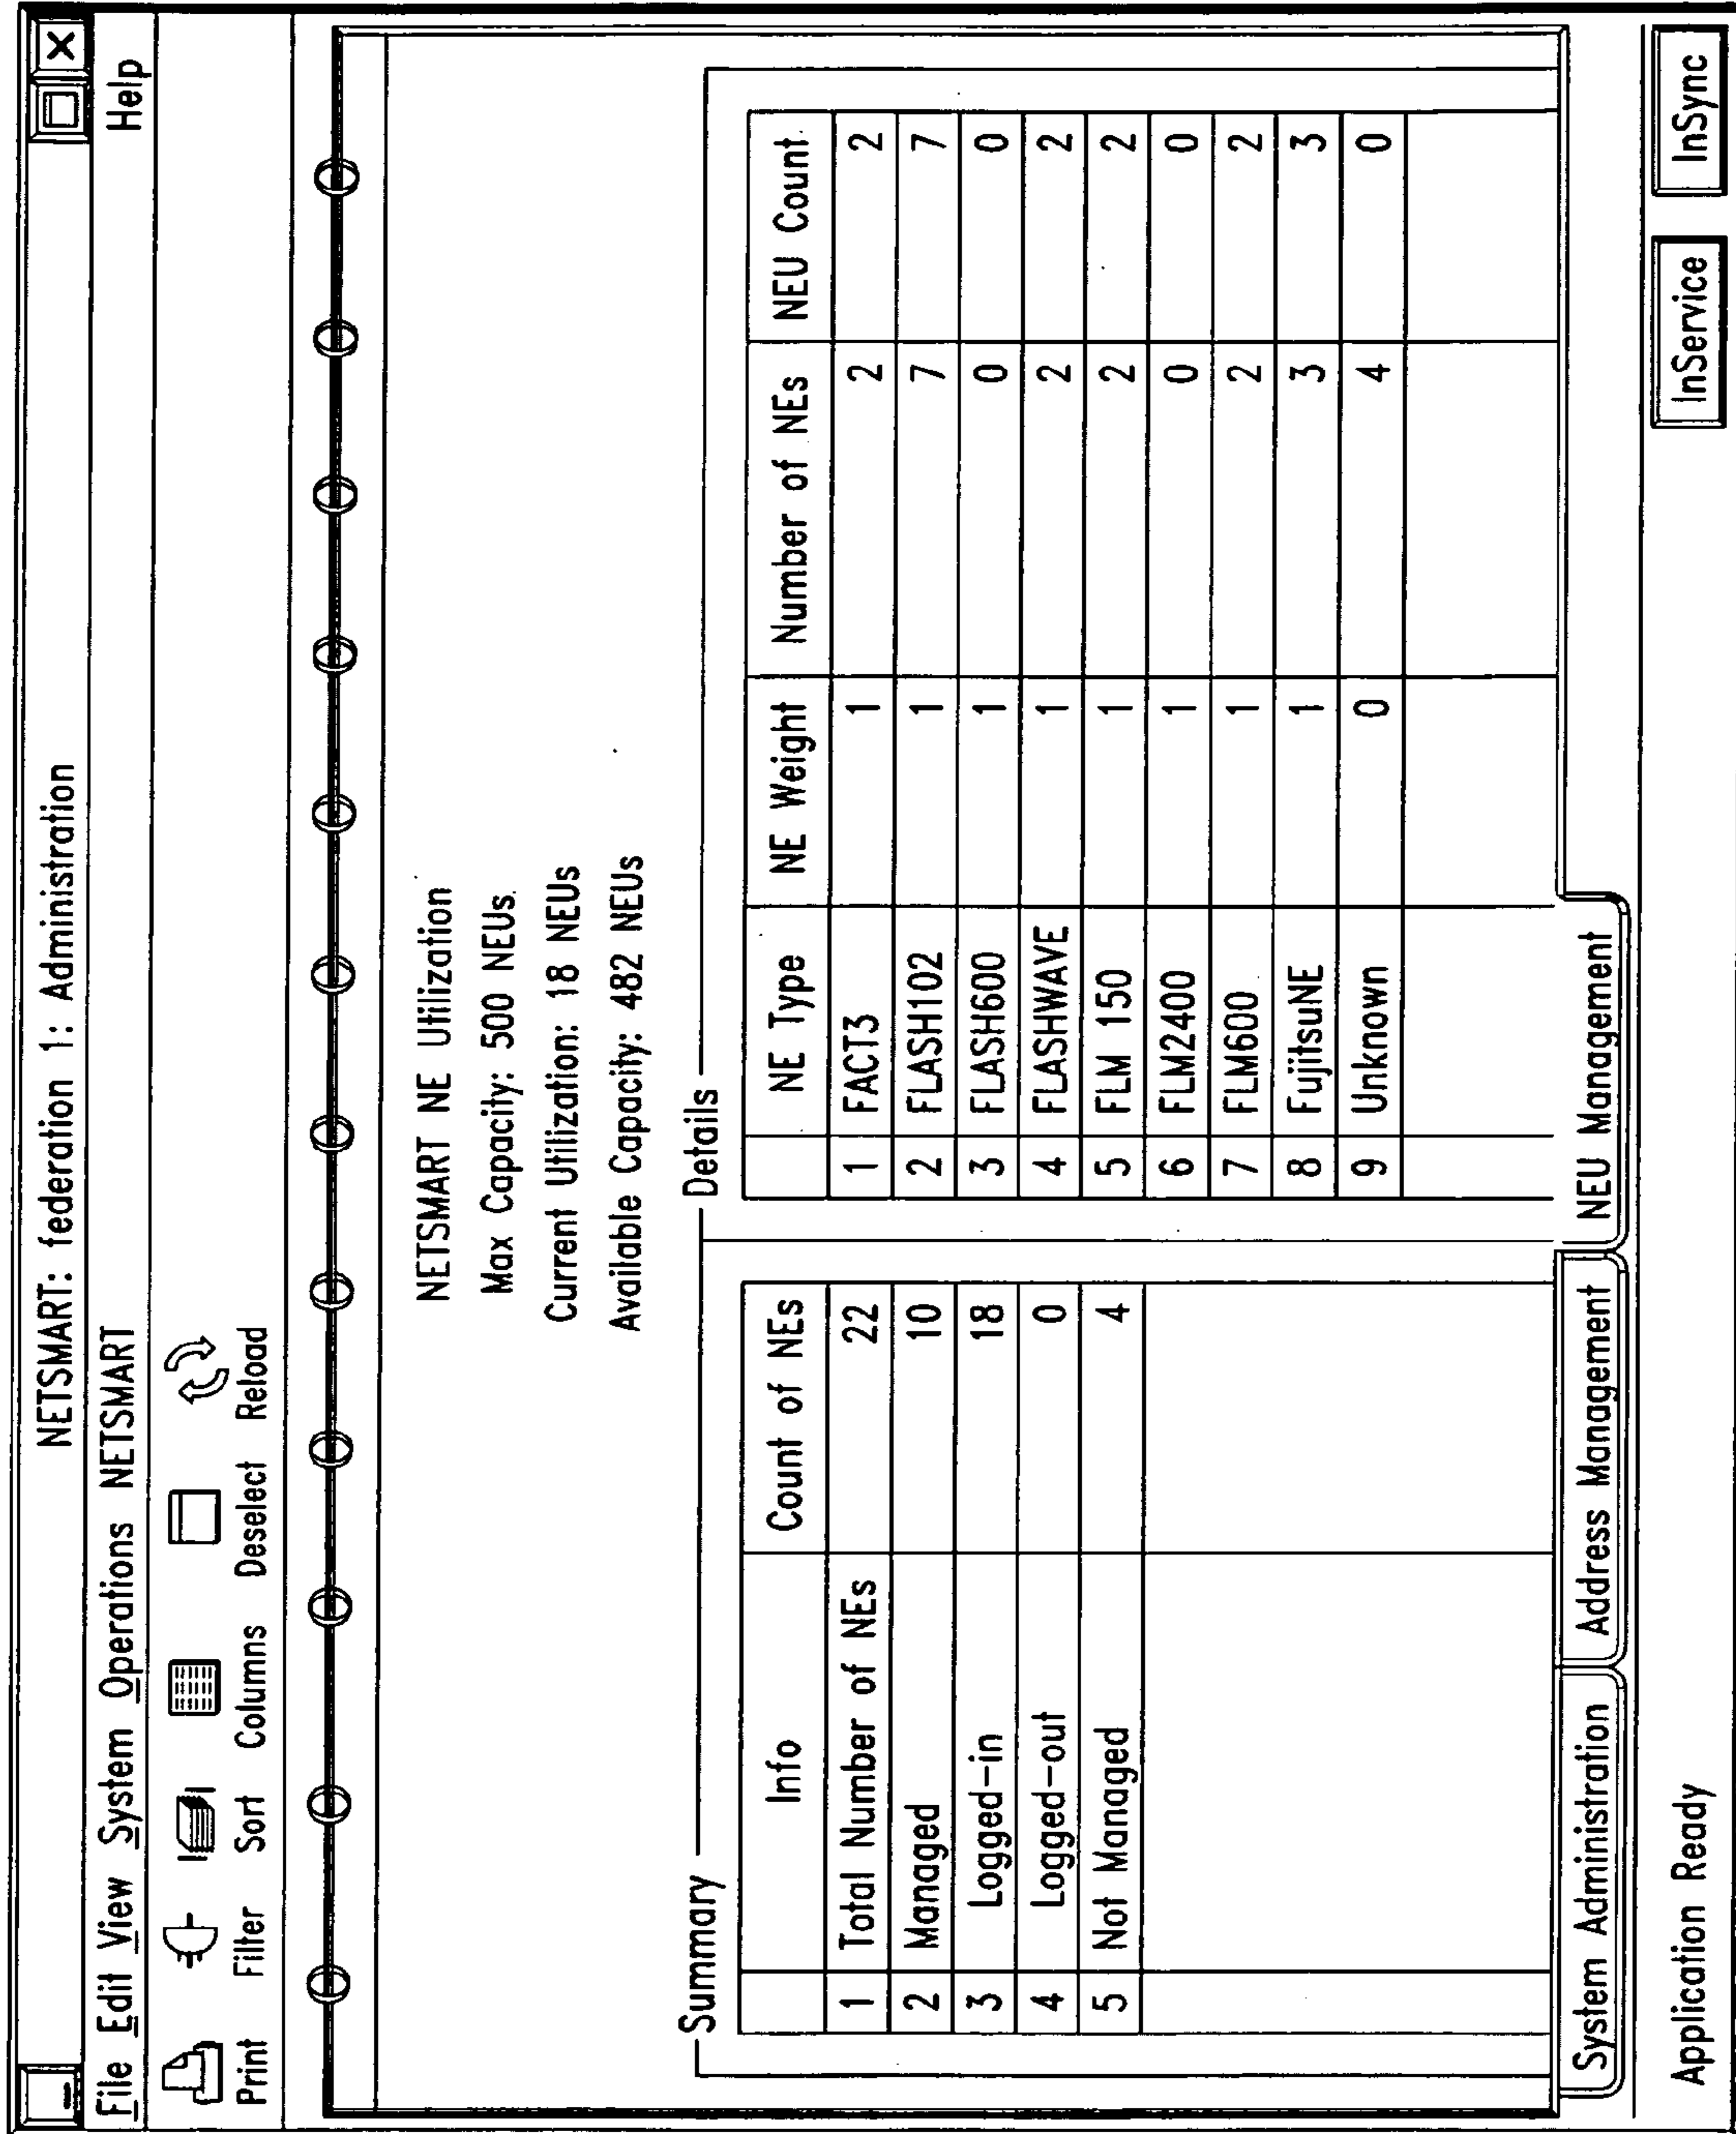 NETSMART: federation 1: Administration
File Edit View System Operations NETSMART Help
Print Filter Sort Columns Deselect Reload
NETSMART NE Utilization
Max Capacity: 500 NEUs
Current Utilization: 18 NEUs
Available Capacity: 482 NEUs
Summary
Info Count of NEs
1 Total Number of NEs 22
2 Managed 10
3 Logged-in 18
4 Logged-out 0
5 Not Managed 4
Details
NE Type NE Weight Number of NEs NEU Count
1 FACT3 1 2 2
2 FLASH102 1 7 7
3 FLASH600 1 0 0
4 FLASHWAVE 1 2 2
5 FLM 150 1 2 2
6 FLM2400 1 0 0
7 FLM600 1 2 2
8 FujitsuNE 1 3 3
9 Unknown 0 4 0
System Administration Address Management NEU Management
Application Ready InService InSync